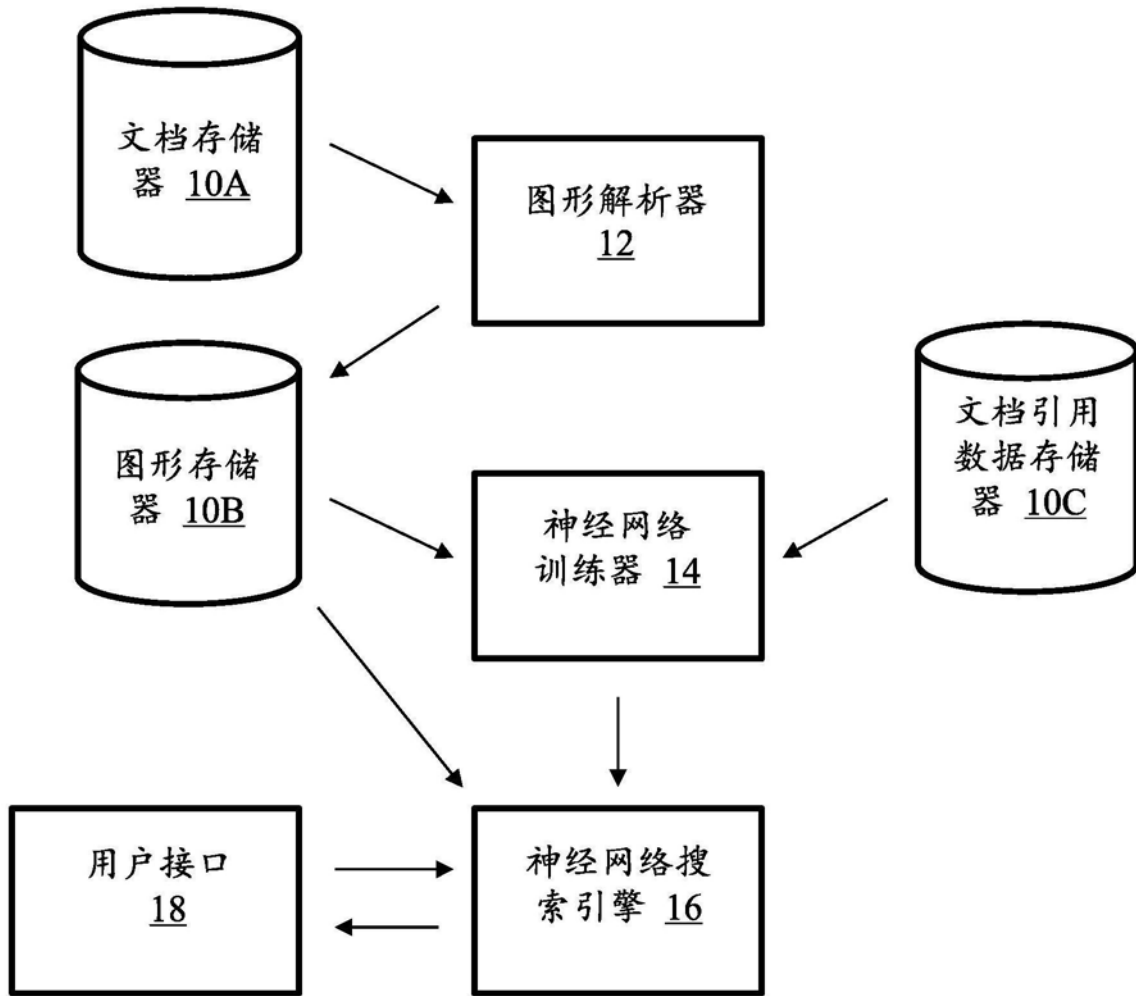 文档存储
器 10A
图形解析器
12
图形存储
器 10B
文档引用
数据存储
器 10C
神经网络
训练器 14
用户接口
18
神经网络搜
索引擎 16